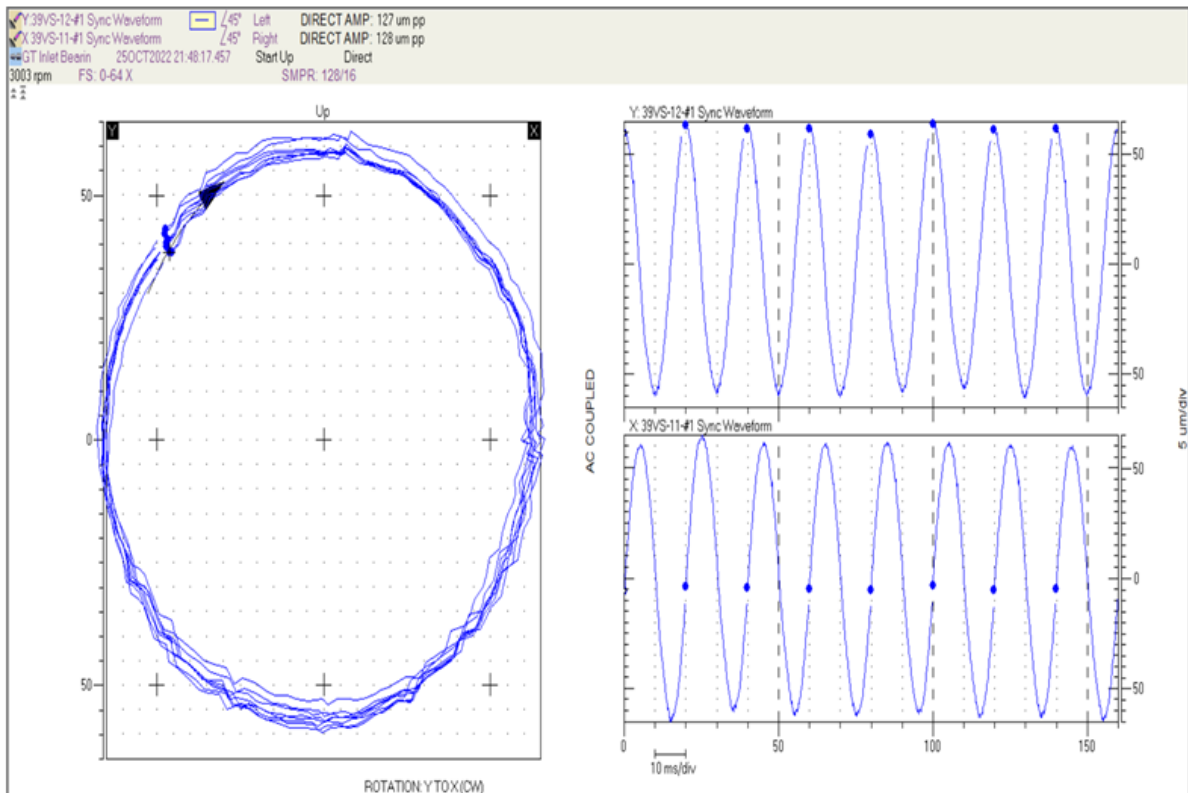 Y:39VS-12-#1 Sync Waveform ∠45° Left DIRECT AMP: 127 um pp
X 39VS-11-#1 Sync Waveform ∠45° Right DIRECT AMP: 128 um pp
GT Inlet Bearin 25OCT2022 21:48:17.457 Start Up Direct
3003 rpm FS: 0-64 X SMPR: 128/16
Up
Y X
50
0
50
ROTATION: Y TO X (CW)
AC COUPLED
Y: 39VS-12-#1 Sync Waveform
50
0
50
X: 39VS-11-#1 Sync Waveform
50
0
50
0 50 100 150
10 ms/div
5 um/div